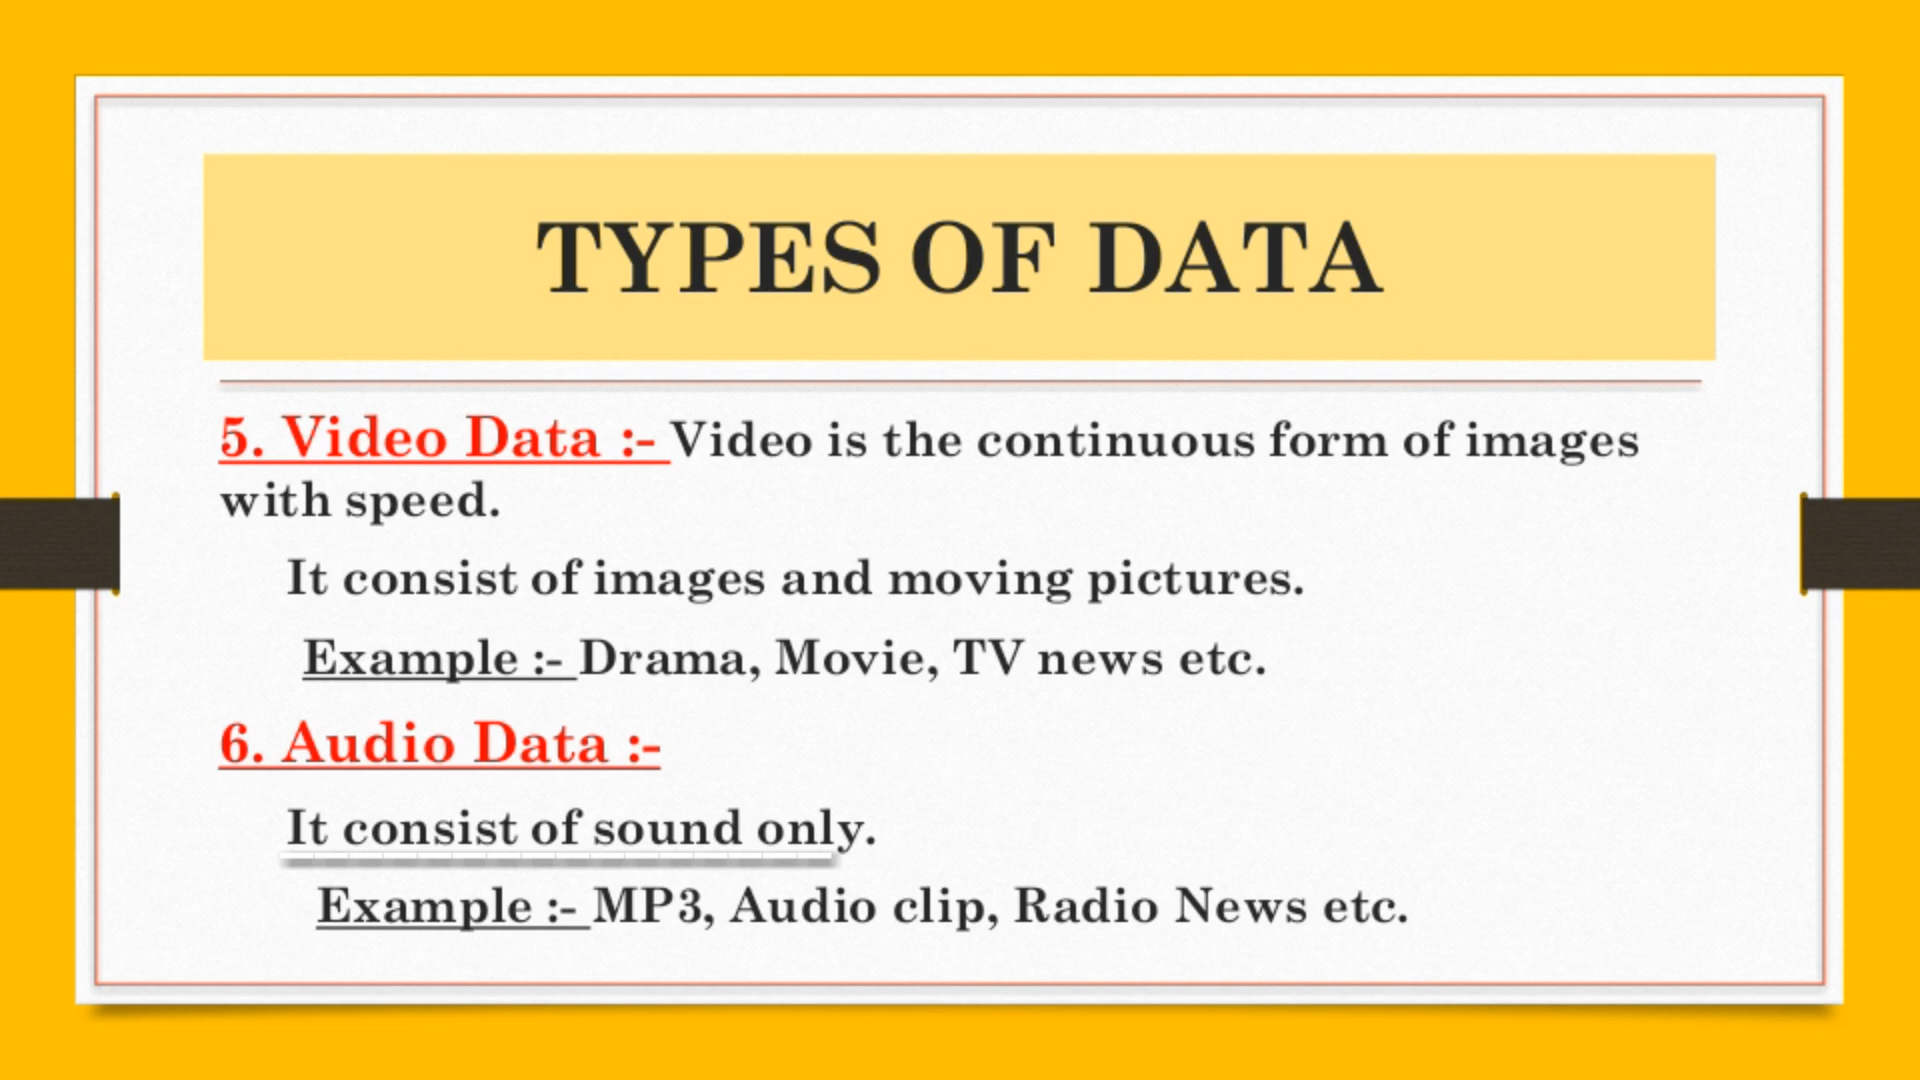 TYPES OF DATA
5. Video Data :- Video is the continuous form of images
with speed.
It consist of images and moving pictures.
Example :- Drama, Movie, TV news etc.
6. Audio Data :-
It consist of sound only.
Example :- MP3, Audio clip, Radio News etc.